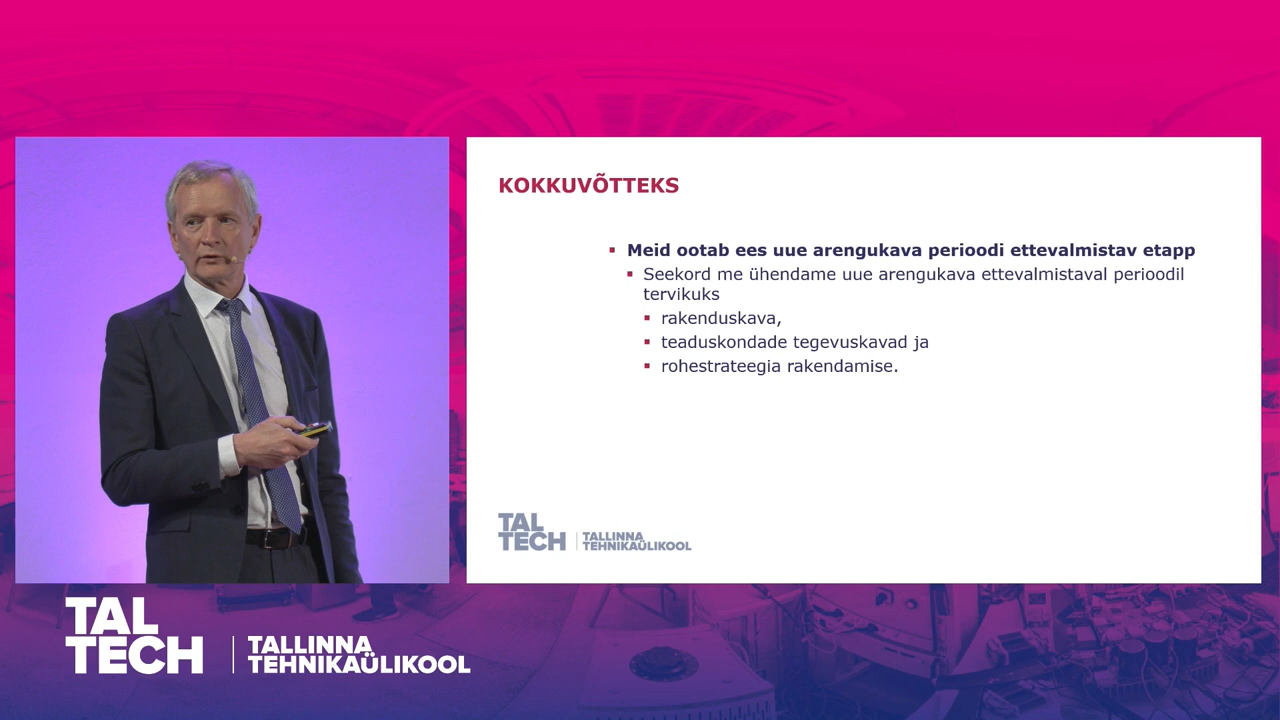 KOKKUVÕTTEKS
Meid ootab ees uue arengukava perioodi ettevalmistav etapp
Seekord me ühendame uue arengukava ettevalmistaval perioodil
tervikuks
rakenduskava,
teaduskondade tegevuskavad ja
rohestrateegia rakendamise.
TAL
TECH
TALLINNA
TEHNIKAÜLIKOOL
TAL
TECH
TALLINNA
TEHNIKAÜLIKOOL